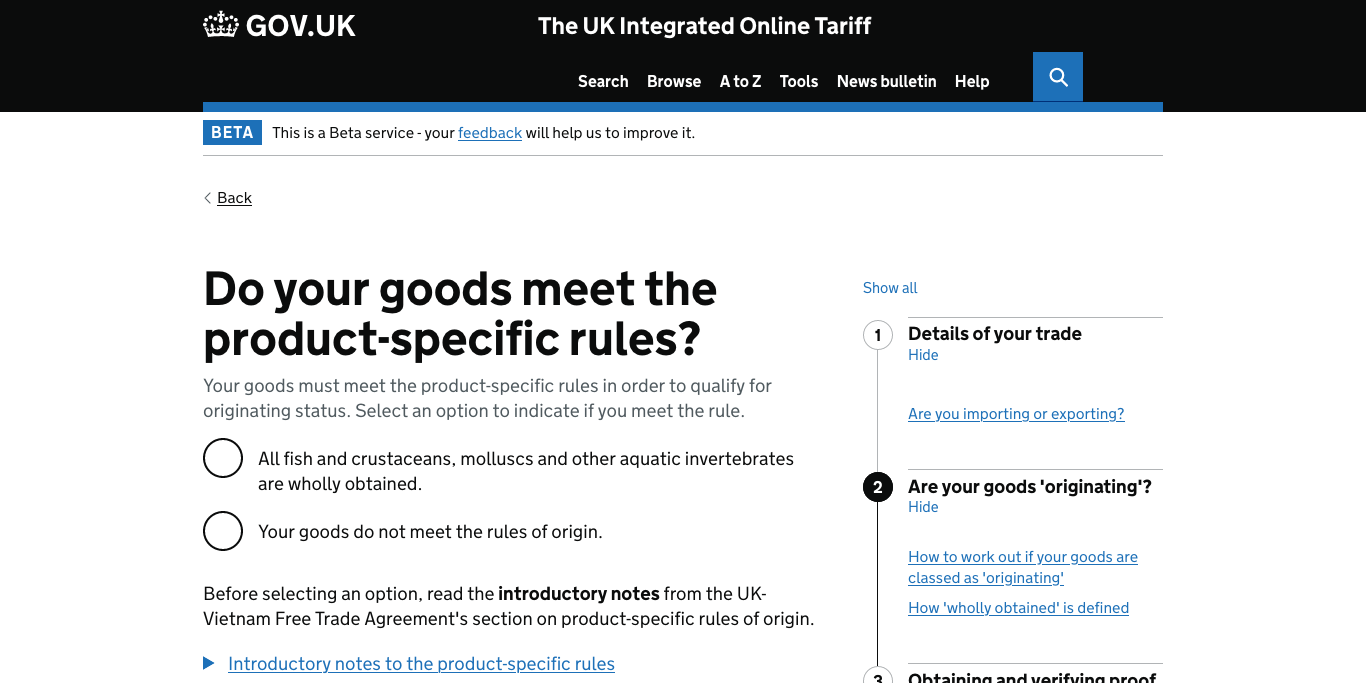 GOV.UK
The UK Integrated Online Tariff
Search Browse A to Z Tools News bulletin Help
BETA This is a Beta service - your feedback will help us to improve it.
Back
Do your goods meet the
product-specific rules?
Your goods must meet the product-specific rules in order to qualify for
originating status. Select an option to indicate if you meet the rule.
All fish and crustaceans, molluscs and other aquatic invertebrates
are wholly obtained.
Your goods do not meet the rules of origin.
Before selecting an option, read the introductory notes from the UK-
Vietnam Free Trade Agreement's section on product-specific rules of origin.
Introductory notes to the product-specific rules
Show all
1 Details of your trade
Hide
Are you importing or exporting?
2 Are your goods 'originating'?
Hide
How to work out if your goods are
classed as 'originating'
How 'wholly obtained' is defined
3 Obtaining and verifying proof